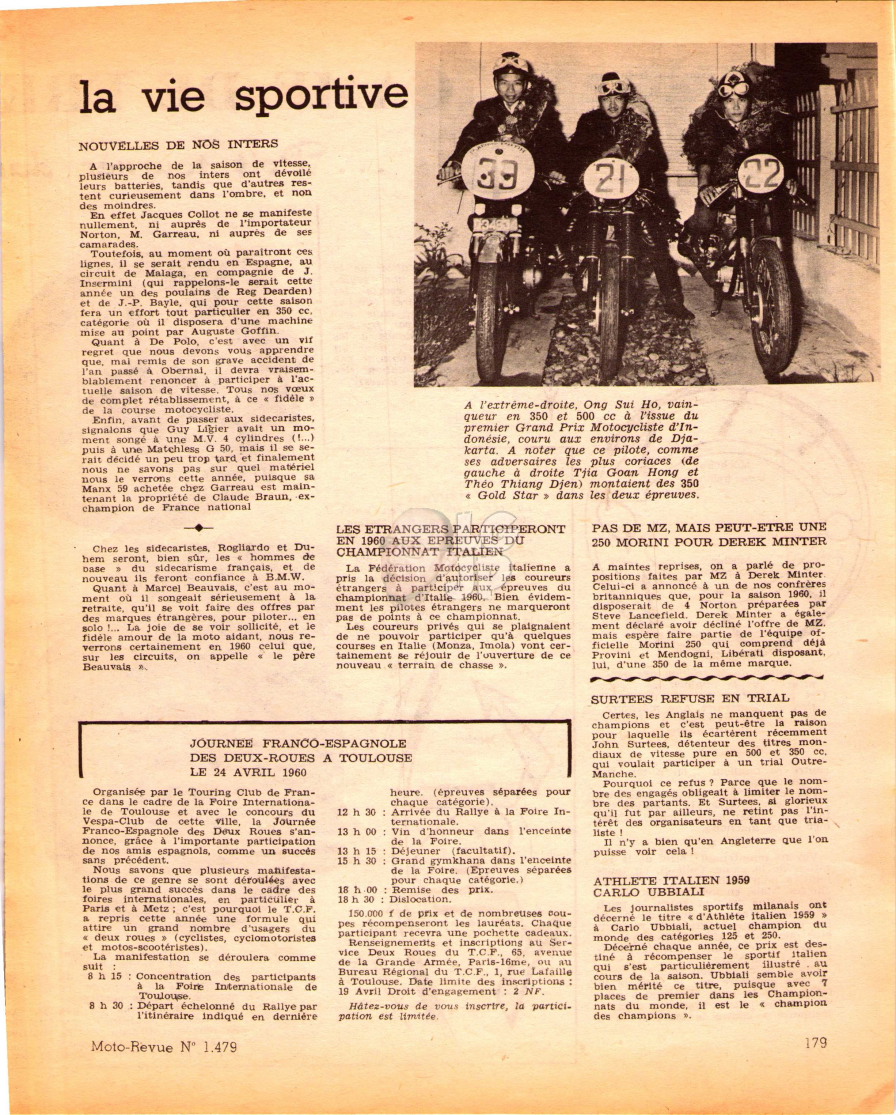 la vie sportive
NOUVELLES DE NOS INTERS
A l'approche de la saison de vitesse,
plusieurs de nos inters ont dévoilé
leurs batteries, tandis que d'autres res-
tent curieusement dans l'ombre, et non
des moindres.
En effet Jacques Collot ne se manifeste
nullement, ni auprès de l'importateur
Norton, M. Garreau, ni auprès de ses
camarades.
Toutefois, au moment où paraîtront ces
lignes, il se serait rendu en Espagne, au
circuit de Malaga, en compagnie de J.
Insermini (qui rappelons-le serait cette
année un des poulains de Reg Dearden)
et de J.-P. Bayle, qui pour cette saison
fera un effort tout particulier en 350 cc,
catégorie où il disposera d'une machine
mise au point par Auguste Goffin.
Quant à De Polo, c'est avec un vif
regret que nous devons vous apprendre
que, mal remis de son grave accident de
l'an passé à Obernai, il devra vraisem-
blablement renoncer à participer à l'ac-
tuelle saison de vitesse. Tous nos vœux
de complet rétablissement, à ce « fidèle »
de la course motocycliste.
Enfin, avant de passer aux sidecaristes,
signalons que Guy Ligier avait un mo-
ment songé à une M.V. 4 cylindres (!...)
puis à une Matchless G 50, mais il se se-
rait décidé un peu trop tard et finalement
nous ne savons pas sur quel matériel
nous le verrons cette année, puisque sa
Manx 59 achetée chez Garreau est main-
tenant la propriété de Claude Braun, ex-
champion de France national
Chez les sidecaristes, Rogliardo et Du-
hem seront, bien sûr, les « hommes de
base » du sidecarisme français, et de
nouveau ils feront confiance à B.M.W.
Quant à Marcel Beauvais, c'est au mo-
ment où il songeait sérieusement à la
retraite, qu'il se voit faire des offres par
des marques étrangères, pour piloter... en
solo !... La joie de se voir sollicité, et le
fidèle amour de la moto aidant, nous re-
verrons certainement en 1960 celui que,
sur les circuits, on appelle « le père
Beauvais ».
33
21
22
A l'extrême-droite, Ong Sui Ho, vain-
queur en 350 et 500 cc à l'issue du
premier Grand Prix Motocycliste d'In-
donésie, couru aux environs de Dja-
karta. A noter que ce pilote, comme
ses adversaires les plus coriaces (de
gauche à droite Tjia Goan Hong et
Théo Thiang Djen) montaient des 350
« Gold Star » dans les deux épreuves.
LES ETRANGERS PARTICIPERONT
EN 1960 AUX EPREUVES DU
CHAMPIONNAT ITALIEN
La Fédération Motocycliste italienne a
pris la décision d'autoriser les coureurs
étrangers à participer aux épreuves du
championnat d'Italie 1960. Bien évidem-
ment les pilotes étrangers ne marqueront
pas de points à ce championnat.
Les coureurs privés qui se plaignaient
de ne pouvoir participer qu'à quelques
courses en Italie (Monza, Imola) vont cer-
tainement se réjouir de l'ouverture de ce
nouveau « terrain de chasse ».
PAS DE MZ, MAIS PEUT-ETRE UNE
250 MORINI POUR DEREK MINTER
A maintes reprises, on a parlé de pro-
positions faites par MZ à Derek Minter.
Celui-ci a annoncé à un de nos confrères
britanniques que, pour la saison 1960, il
disposerait de 4 Norton préparées par
Steve Lancefield. Derek Minter a égale-
ment déclaré avoir décliné l'offre de MZ,
mais espère faire partie de l'équipe of-
ficielle Morini 250 qui comprend déjà
Provini et Mendogni, Libérati disposant,
lui, d'une 350 de la même marque.
SURTEES REFUSE EN TRIAL
Certes, les Anglais ne manquent pas de
champions et c'est peut-être la raison
pour laquelle ils écartèrent récemment
John Surtees, détenteur des titres mon-
diaux de vitesse pure en 500 et 350 cc,
qui voulait participer à un trial Outre-
Manche.
Pourquoi ce refus ? Parce que le nom-
bre des engagés obligeait à limiter le nom-
bre des partants. Et Surtees, si glorieux
qu'il fut par ailleurs, ne retint pas l'in-
térêt des organisateurs en tant que tria-
liste !
Il n'y a bien qu'en Angleterre que l'on
puisse voir cela !
ATHLETE ITALIEN 1959
CARLO UBBIALI
Les journalistes sportifs milanais ont
décerné le titre « d'Athlète italien 1959 »
à Carlo Ubbiali, actuel champion du
monde des catégories 125 et 250.
Décerné chaque année, ce prix est des-
tiné à récompenser le sportif italien
qui s'est particulièrement illustré au
cours de la saison. Ubbiali semble avoir
bien mérité ce titre, puisque avec 7
places de premier dans les Champion-
nats du monde, il est le « champion
des champions ».
JOURNEE FRANCO-ESPAGNOLE
DES DEUX-ROUES A TOULOUSE
LE 24 AVRIL 1960
Organisée par le Touring Club de Fran-
ce dans le cadre de la Foire Internationa-
le de Toulouse et avec le concours du
Vespa-Club de cette ville, la Journée
Franco-Espagnole des Deux Roues s'an-
nonce, grâce à l'importante participation
de nos amis espagnols, comme un succès
sans précédent.
Nous savons que plusieurs manifesta-
tions de ce genre se sont déroulées avec
le plus grand succès dans le cadre des
foires internationales, en particulier à
Paris et à Metz ; c'est pourquoi le T.C.F.
a repris cette année une formule qui
attire un grand nombre d'usagers du
« deux roues » (cyclistes, cyclomotoristes
et motos-scootéristes).
La manifestation se déroulera comme
suit :
8 h 15 : Concentration des participants
à la Foire Internationale de
Toulouse.
8 h 30 : Départ échelonné du Rallye par
l'itinéraire indiqué en dernière
heure. (épreuves séparées pour
chaque catégorie).
12 h 30 : Arrivée du Rallye à la Foire In-
ternationale.
13 h 00 : Vin d'honneur dans l'enceinte
de la Foire.
13 h 15 : Déjeuner (facultatif).
15 h 30 : Grand gymkhana dans l'enceinte
de la Foire. (Epreuves séparées
pour chaque catégorie.)
18 h 00 : Remise des prix.
18 h 30 : Dislocation.
150.000 f de prix et de nombreuses cou-
pes récompenseront les lauréats. Chaque
participant recevra une pochette cadeaux.
Renseignements et inscriptions au Ser-
vice Deux Roues du T.C.F., 65, avenue
de la Grande Armée, Paris-16me, ou au
Bureau Régional du T.C.F., 1, rue Lafaille
à Toulouse. Date limite des inscriptions :
19 Avril Droit d'engagement : 2 NF.
Hâtez-vous de vous inscrire, la partici-
pation est limitée.
Moto-Revue N° 1.479
179